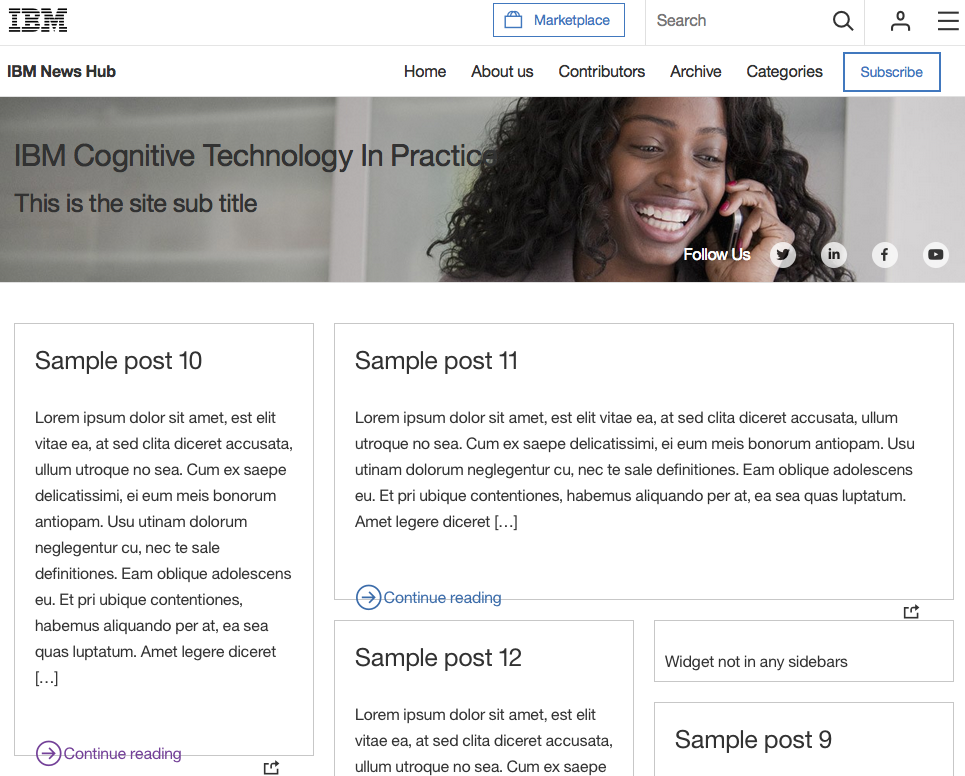 IBM
Marketplace
Search
IBM News Hub
Home
About us
Contributors
Archive
Categories
Subscribe
IBM Cognitive Technology In Practice
This is the site sub title
Follow Us
Sample post 10
Lorem ipsum dolor sit amet, est elit
vitae ea, at sed clita diceret accusata,
ullum utroque no sea. Cum ex saepe
delicatissimi, ei eum meis bonorum
antiopam. Usu utinam dolorum
neglegentur cu, nec te sale
definitiones. Eam oblique adolescens
eu. Et pri ubique contentiones,
habemus aliquando per at, ea sea
quas luptatum. Amet legere diceret
[…]
Continue reading
Sample post 11
Lorem ipsum dolor sit amet, est elit vitae ea, at sed clita diceret accusata, ullum
utroque no sea. Cum ex saepe delicatissimi, ei eum meis bonorum antiopam. Usu
utinam dolorum neglegentur cu, nec te sale definitiones. Eam oblique adolescens
eu. Et pri ubique contentiones, habemus aliquando per at, ea sea quas luptatum.
Amet legere diceret […]
Continue reading
Sample post 12
Lorem ipsum dolor sit amet, est elit
vitae ea, at sed clita diceret accusata,
ullum utroque no sea. Cum ex saepe
Widget not in any sidebars
Sample post 9